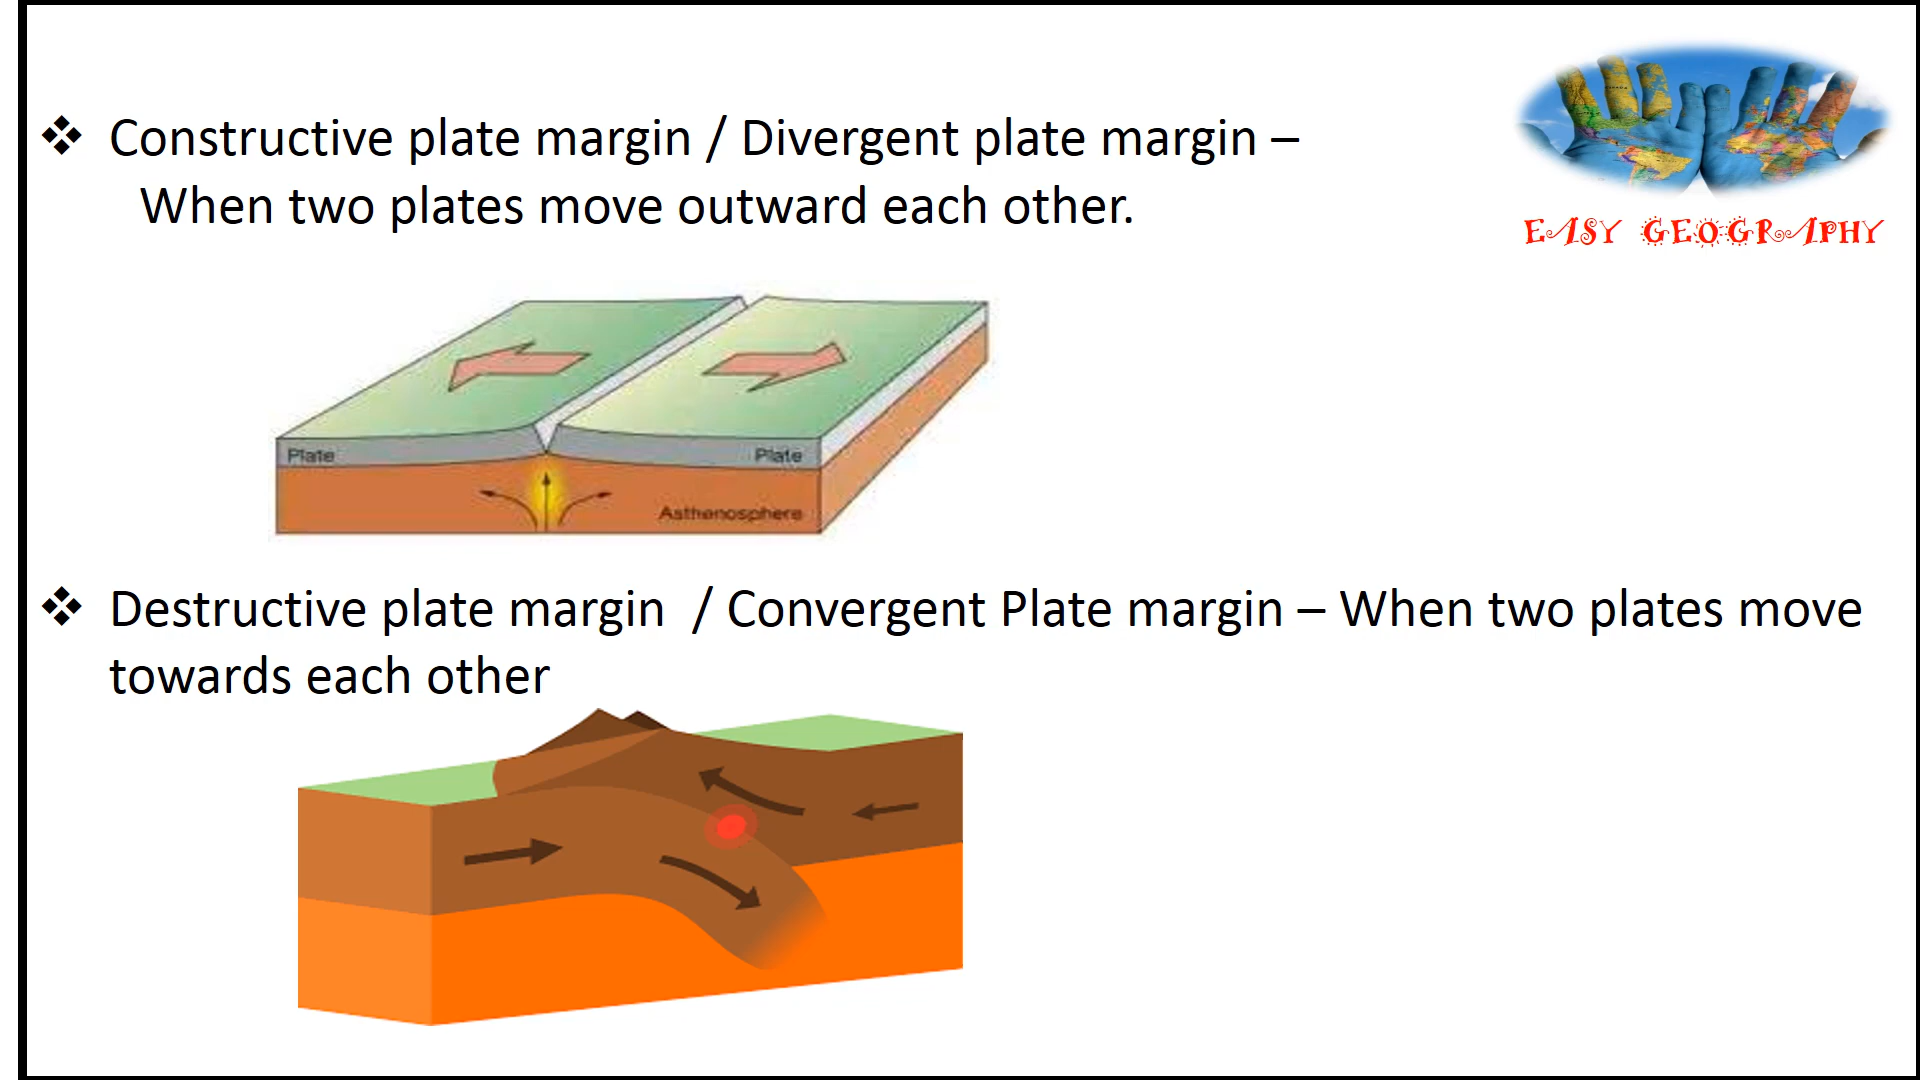 ❖ Constructive plate margin / Divergent plate margin –
When two plates move outward each other.
EASY GEOGRAPHY
Plate
Plate
Asthenosphere
❖ Destructive plate margin  / Convergent Plate margin – When two plates move
towards each other